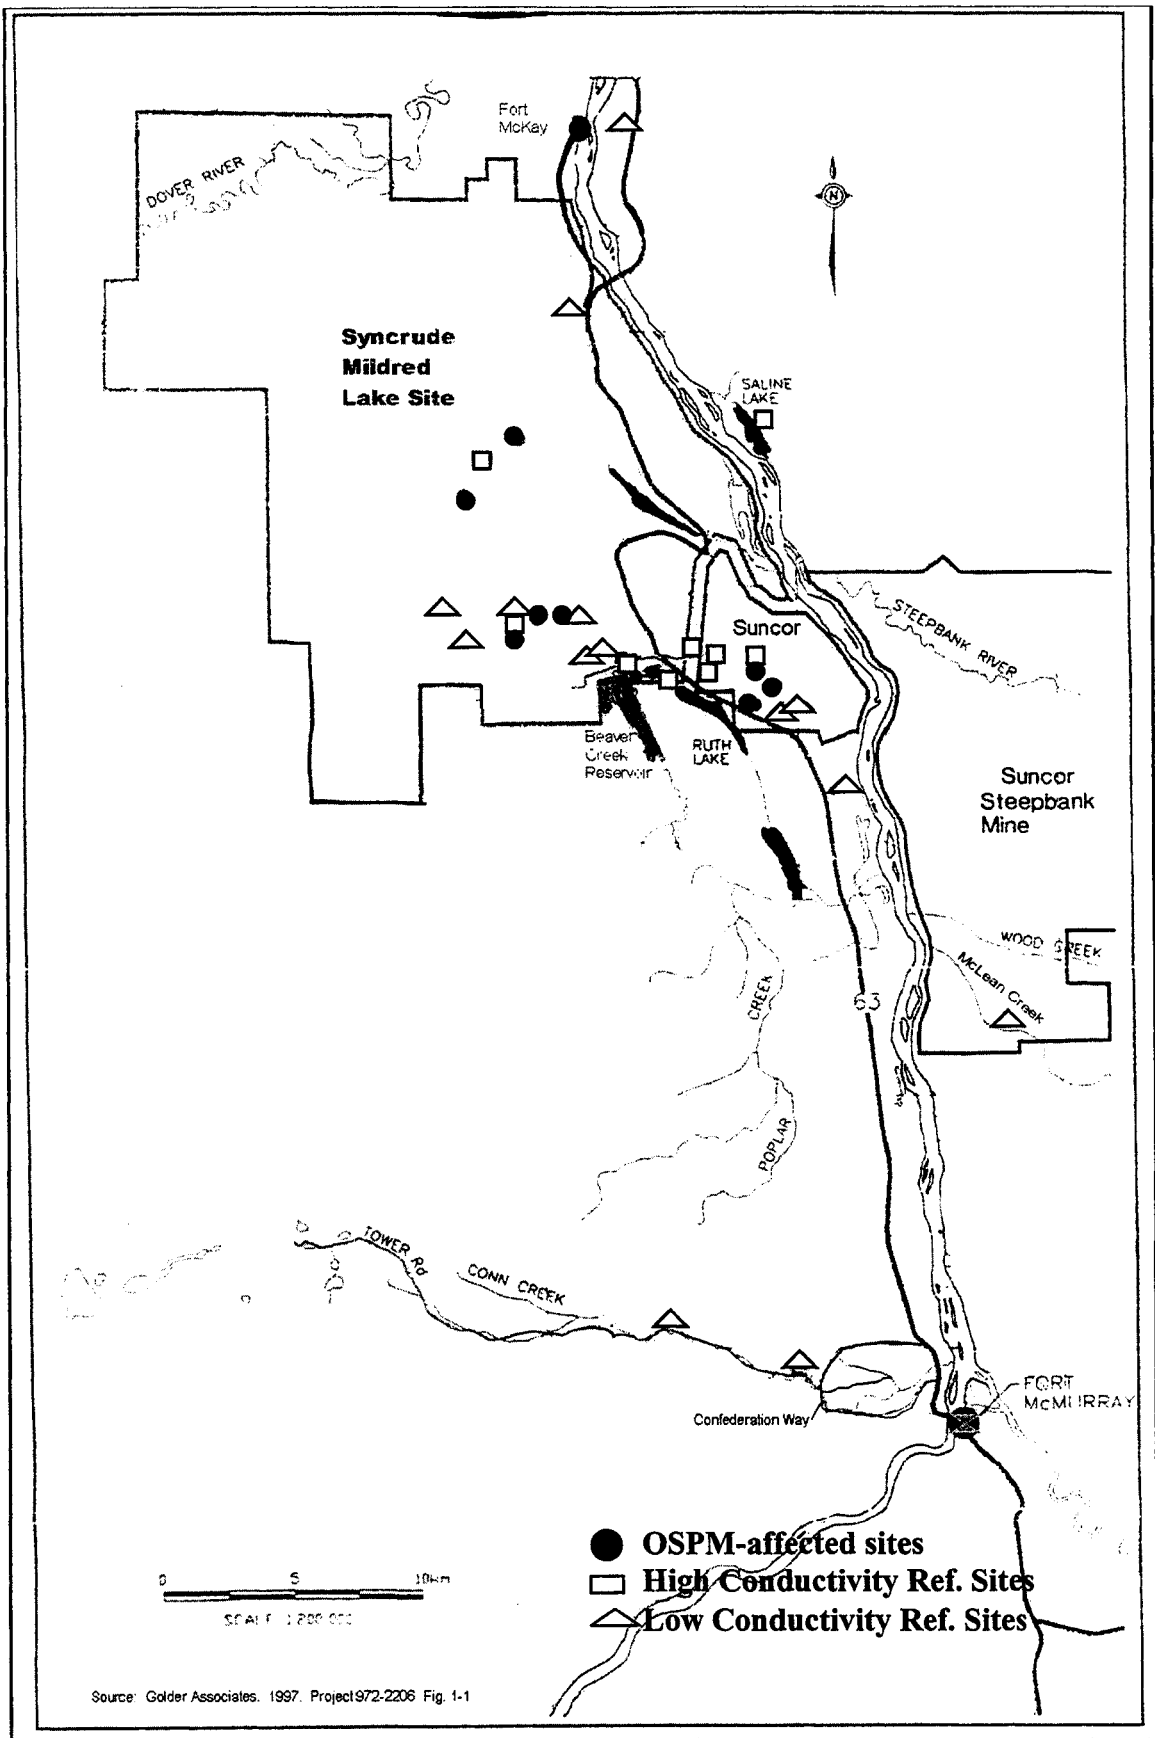 Fort
McKay
DOVER RIVER
N
Syncrude
Mildred
Lake Site
SALINE
LAKE
STEEPBANK RIVER
Suncor
Beaver
Creek
Reservoir
RUTH
LAKE
Suncor
Steepbank
Mine
WOOD CREEK
McLean Creek
63
CREEK
POPLAR
TOWER Rd
CONN CREEK
FORT
McMURRAY
Confederation Way
OSPM-affected sites
High Conductivity Ref. Sites
Low Conductivity Ref. Sites
0 5 10km
SCALE
Source: Golder Associates. 1997. Project972-2206 Fig. 1-1